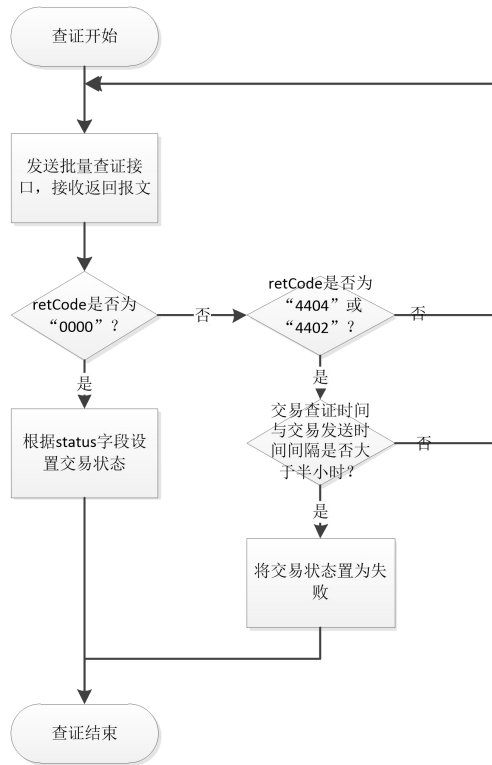 查证开始
发送批量查证接
口，接收返回报文
retCode是否为
“0000”？
否
retCode是否为
“4404”或
“4402”？
否
是
是
根据status字段设
置交易状态
交易查证时间
与交易发送时
间间隔是否大
于半小时？
否
是
将交易状态置为失
败
查证结束